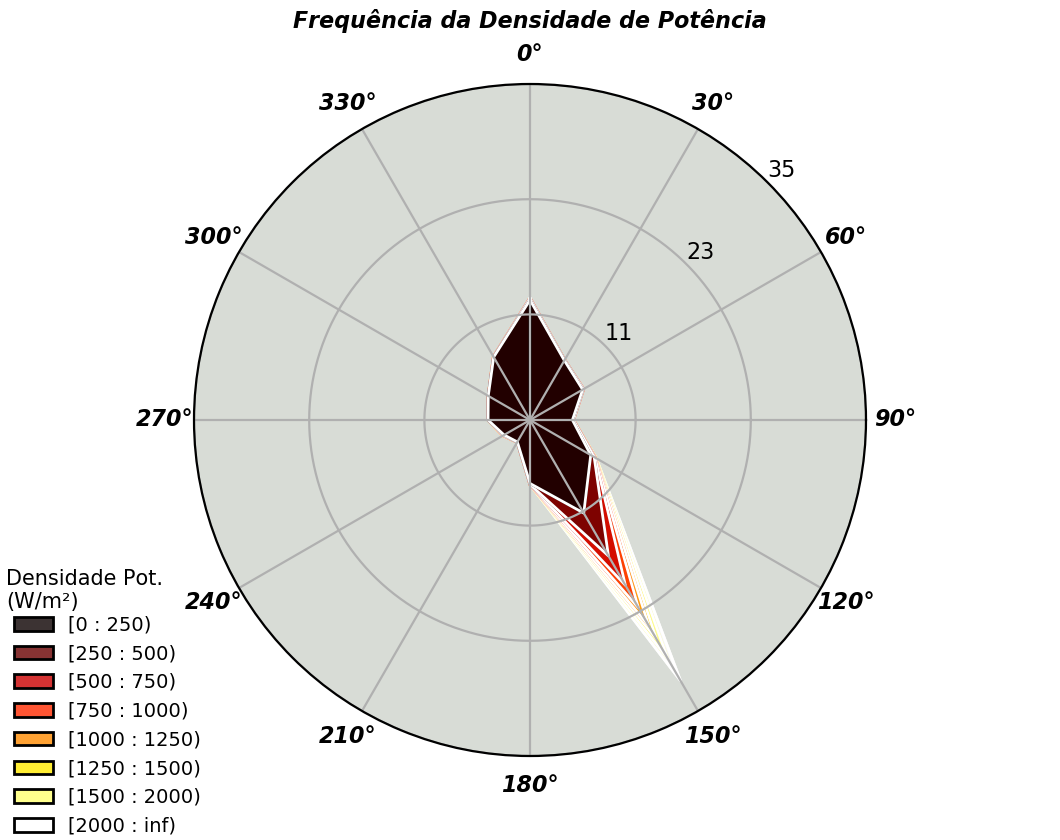 Frequência da Densidade de Potência
0°
330°
30°
35
300°
60°
23
11
270°
90°
240°
120°
210°
150°
180°
Densidade Pot.
(W/m²)
[0 : 250)
[250 : 500)
[500 : 750)
[750 : 1000)
[1000 : 1250)
[1250 : 1500)
[1500 : 2000)
[2000 : inf)